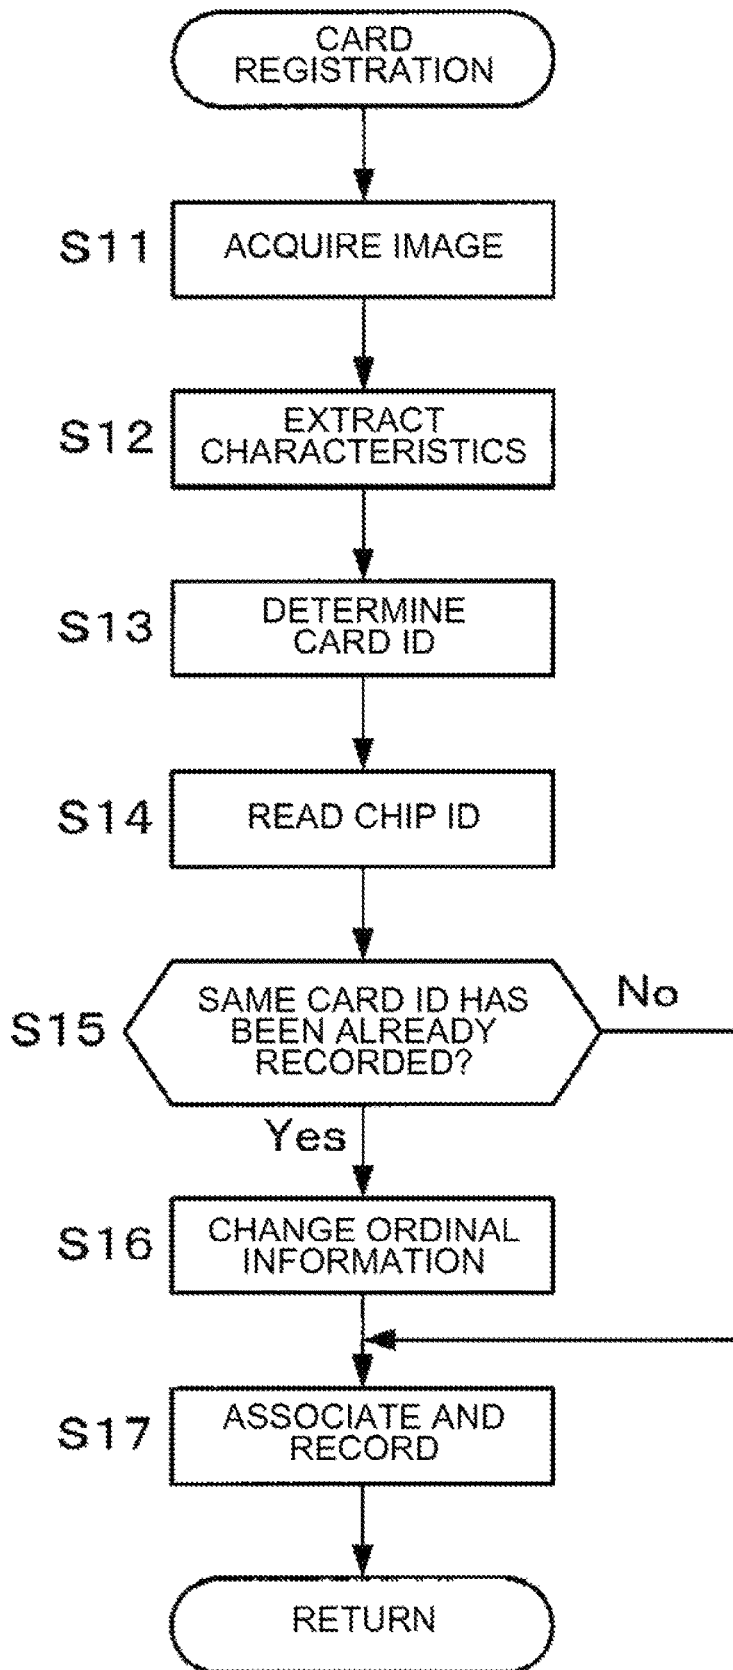 CARD
REGISTRATION
S11
ACQUIRE IMAGE
S12
EXTRACT
CHARACTERISTICS
S13
DETERMINE
CARD ID
S14
READ CHIP ID
S15
SAME CARD ID HAS
BEEN ALREADY
RECORDED?
No
Yes
S16
CHANGE ORDINAL
INFORMATION
S17
ASSOCIATE AND
RECORD
RETURN